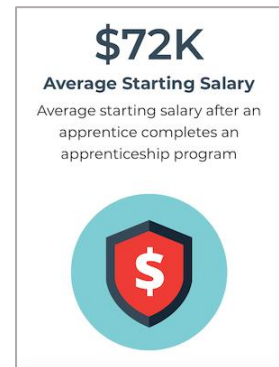 $72K
Average Starting Salary
Average starting salary after an
apprentice completes an
apprenticeship program
$